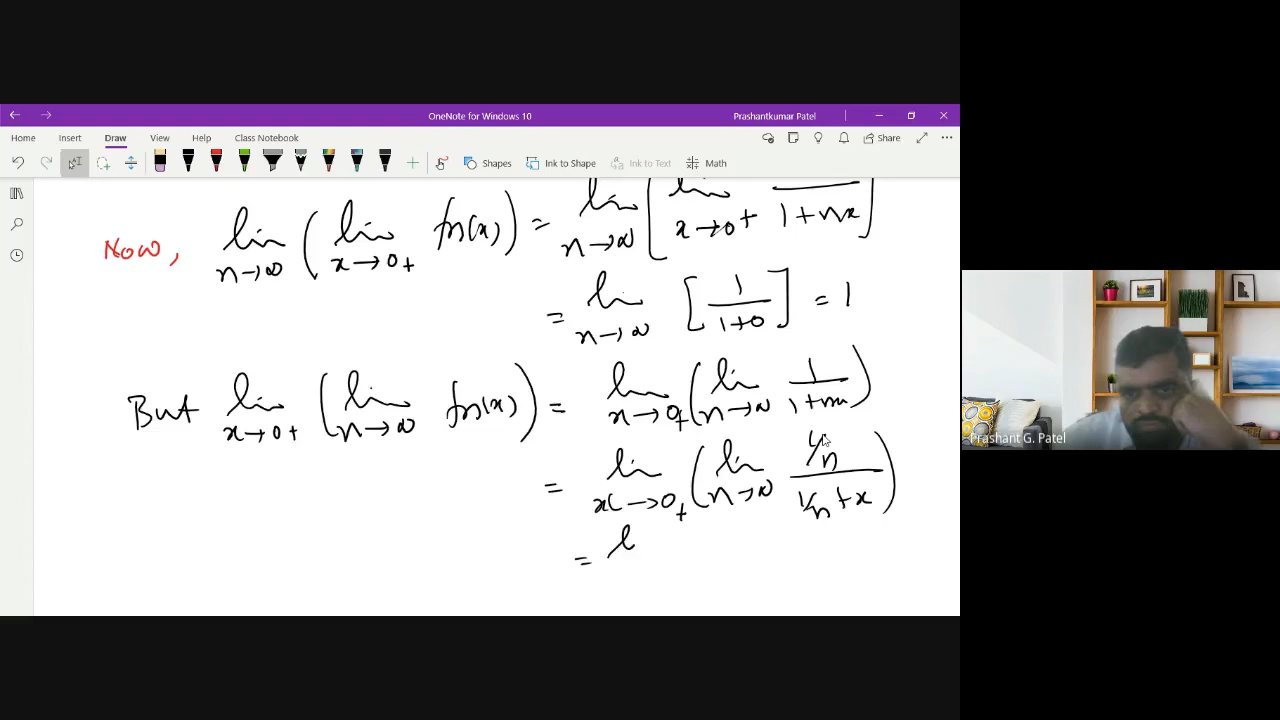 OneNote for Windows 10
Prashantkumar Patel
Home Insert Draw View Help Class Notebook
Share
Shapes Ink to Shape Ink to Text Math
Now, lim n→∞ ( lim x→0+ fn(x) ) = lim n→∞ [ lim x→0+ 1+nx ]
= lim n→∞ [ 1/(1+0) ] = 1
But lim x→0+ ( lim n→∞ fn(x) ) = lim x→0+ ( lim n→∞ 1/(1+nx) )
= lim x→0+ ( lim n→∞ (1/n)/(1/n + x) )
= l
Prashant G. Patel